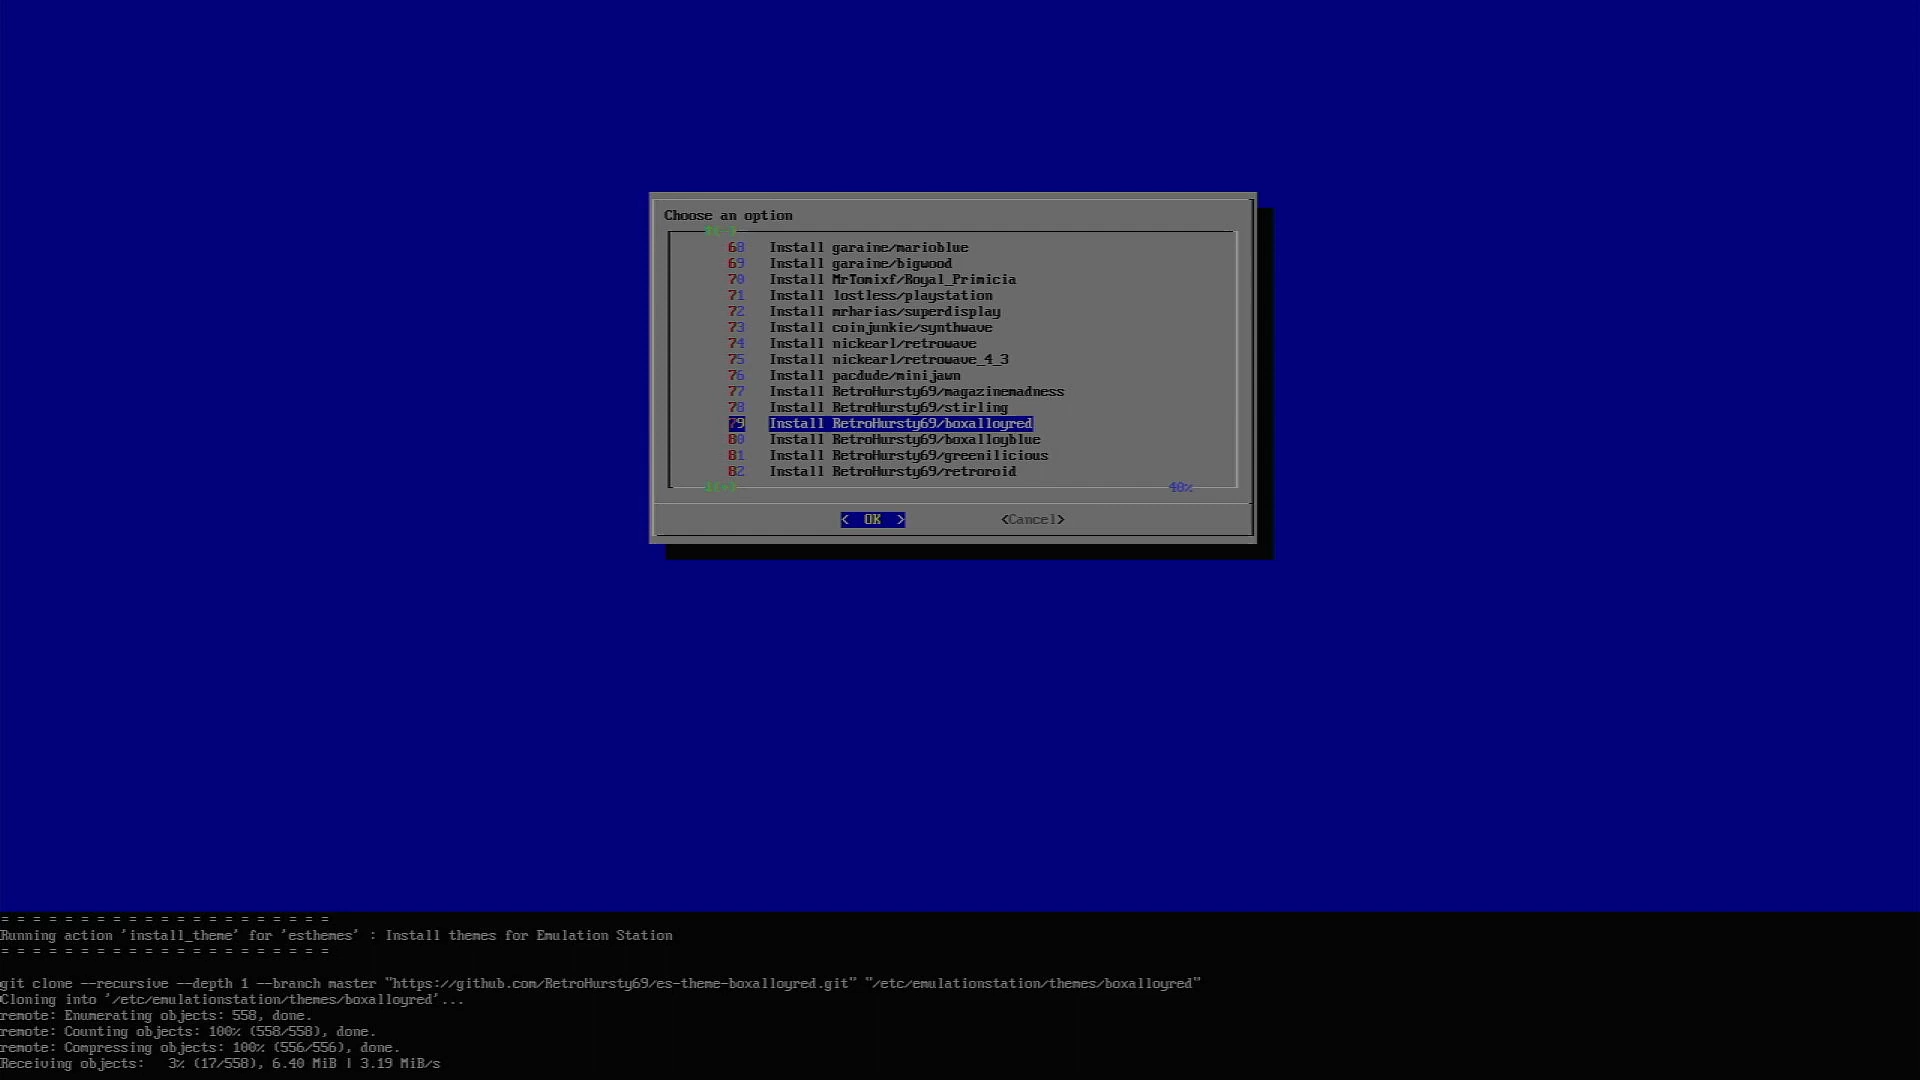 Choose an option
68 Install garaine/marioblue
69 Install garaine/bigwood
70 Install MrTomixf/Royal_Primicia
71 Install lostless/playstation
72 Install mrharias/superdisplay
73 Install coinjunkie/synthwave
74 Install nickearl/retrowave
75 Install nickearl/retrowave_4_3
76 Install pacdude/minijawn
77 Install RetroHursty69/magazinemadness
78 Install RetroHursty69/stirling
79 Install RetroHursty69/boxalloyred
80 Install RetroHursty69/boxalloyblue
81 Install RetroHursty69/greenilicious
82 Install RetroHursty69/retroroid
40%
< OK > <Cancel>
= = = = = = = = = = = = = = = = = = = = =
Running action 'install_theme' for 'esthemes' : Install themes for Emulation Station
= = = = = = = = = = = = = = = = = = = = =
git clone --recursive --depth 1 --branch master "https://github.com/RetroHursty69/es-theme-boxalloyred.git" "/etc/emulationstation/themes/boxalloyred"
Cloning into '/etc/emulationstation/themes/boxalloyred'...
remote: Enumerating objects: 558, done.
remote: Counting objects: 100% (558/558), done.
remote: Compressing objects: 100% (556/556), done.
Receiving objects: 3% (17/558), 6.40 MiB | 3.19 MiB/s